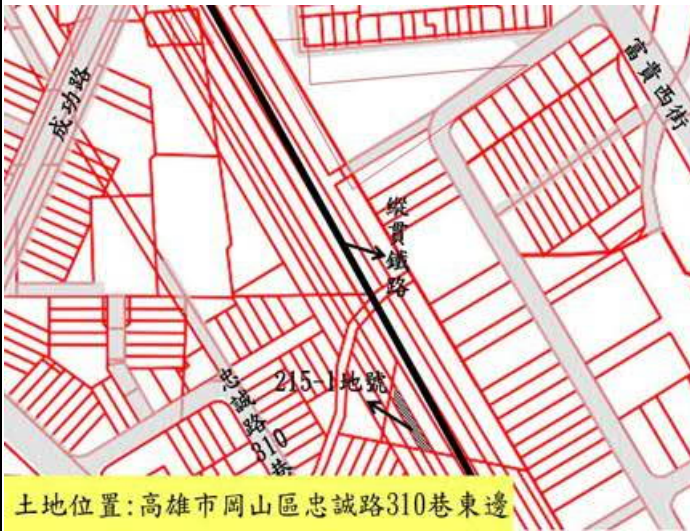 富貴西街
成功路
縱貫鐵路
215-1地號
忠誠路310巷
土地位置:高雄市岡山區忠誠路310巷東邊